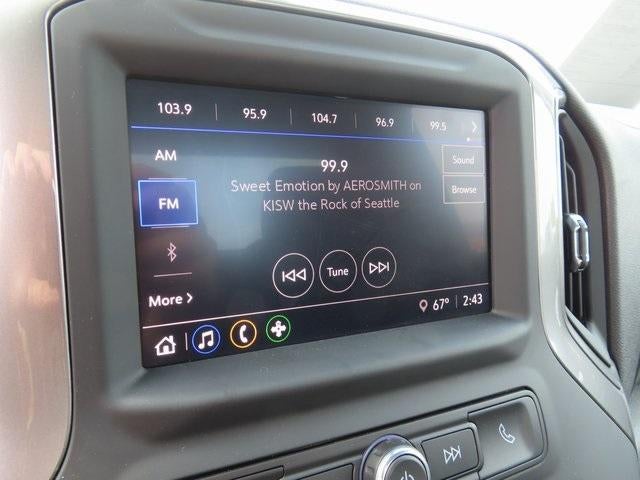 103.9 95.9 104.7 96.9 99.5
AM
99.9
Sound
Sweet Emotion by AEROSMITH on
KISW the Rock of Seattle
Browse
FM
Tune
More
67° 2:43